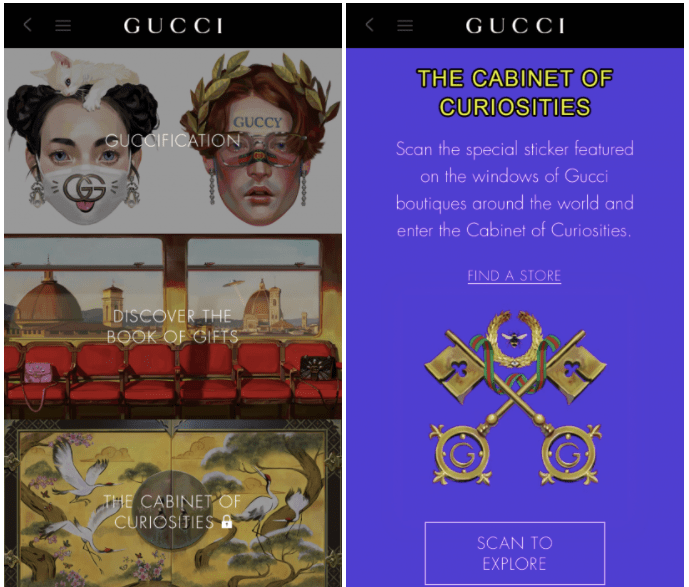 GUCCI
GUCCIFICATION
GUCCY
GG
DISCOVER THE
BOOK OF GIFTS
THE CABINET OF
CURIOSITIES
GUCCI
THE CABINET OF
CURIOSITIES
Scan the special sticker featured
on the windows of Gucci
boutiques around the world and
enter the Cabinet of Curiosities.
FIND A STORE
G G
SCAN TO
EXPLORE